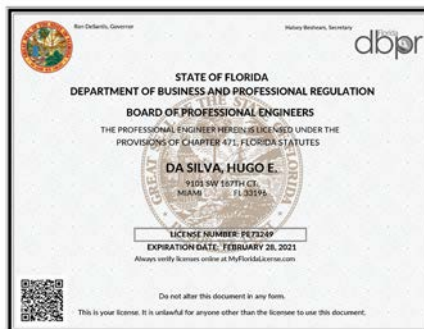 Ron DeSantis, Governor
Halsey Beshears, Secretary
Florida
dbpr
STATE OF FLORIDA
DEPARTMENT OF BUSINESS AND PROFESSIONAL REGULATION
BOARD OF PROFESSIONAL ENGINEERS
THE PROFESSIONAL ENGINEER HEREIN IS LICENSED UNDER THE
PROVISIONS OF CHAPTER 471, FLORIDA STATUTES
DA SILVA, HUGO E.
9101 SW 167TH CT.
MIAMI FL 33196
LICENSE NUMBER: PE73249
EXPIRATION DATE: FEBRUARY 28, 2021
Always verify licenses online at MyFloridaLicense.com
Do not alter this document in any form.
This is your license. It is unlawful for anyone other than the licensee to use this document.